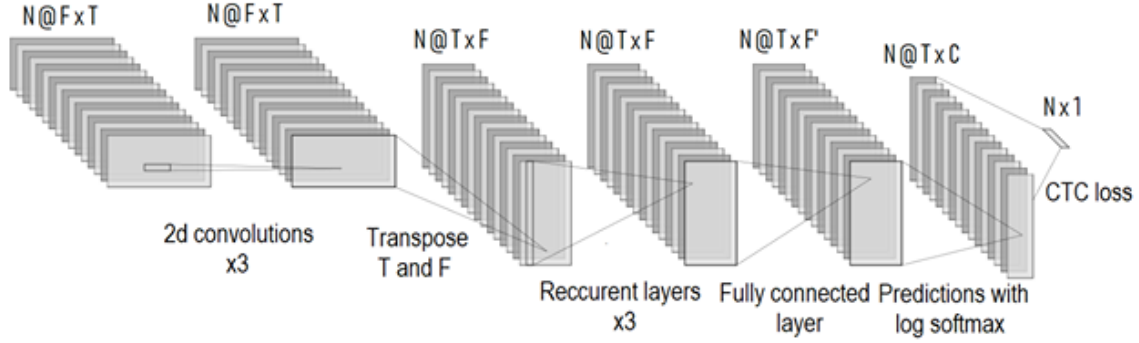 N@FxT
N@FxT
N@TxF
N@TxF
N@TxF'
N@TxC
Nx1
CTC loss
2d convolutions
x3
Transpose
T and F
Reccurent layers
x3
Fully connected
layer
Predictions with
log softmax